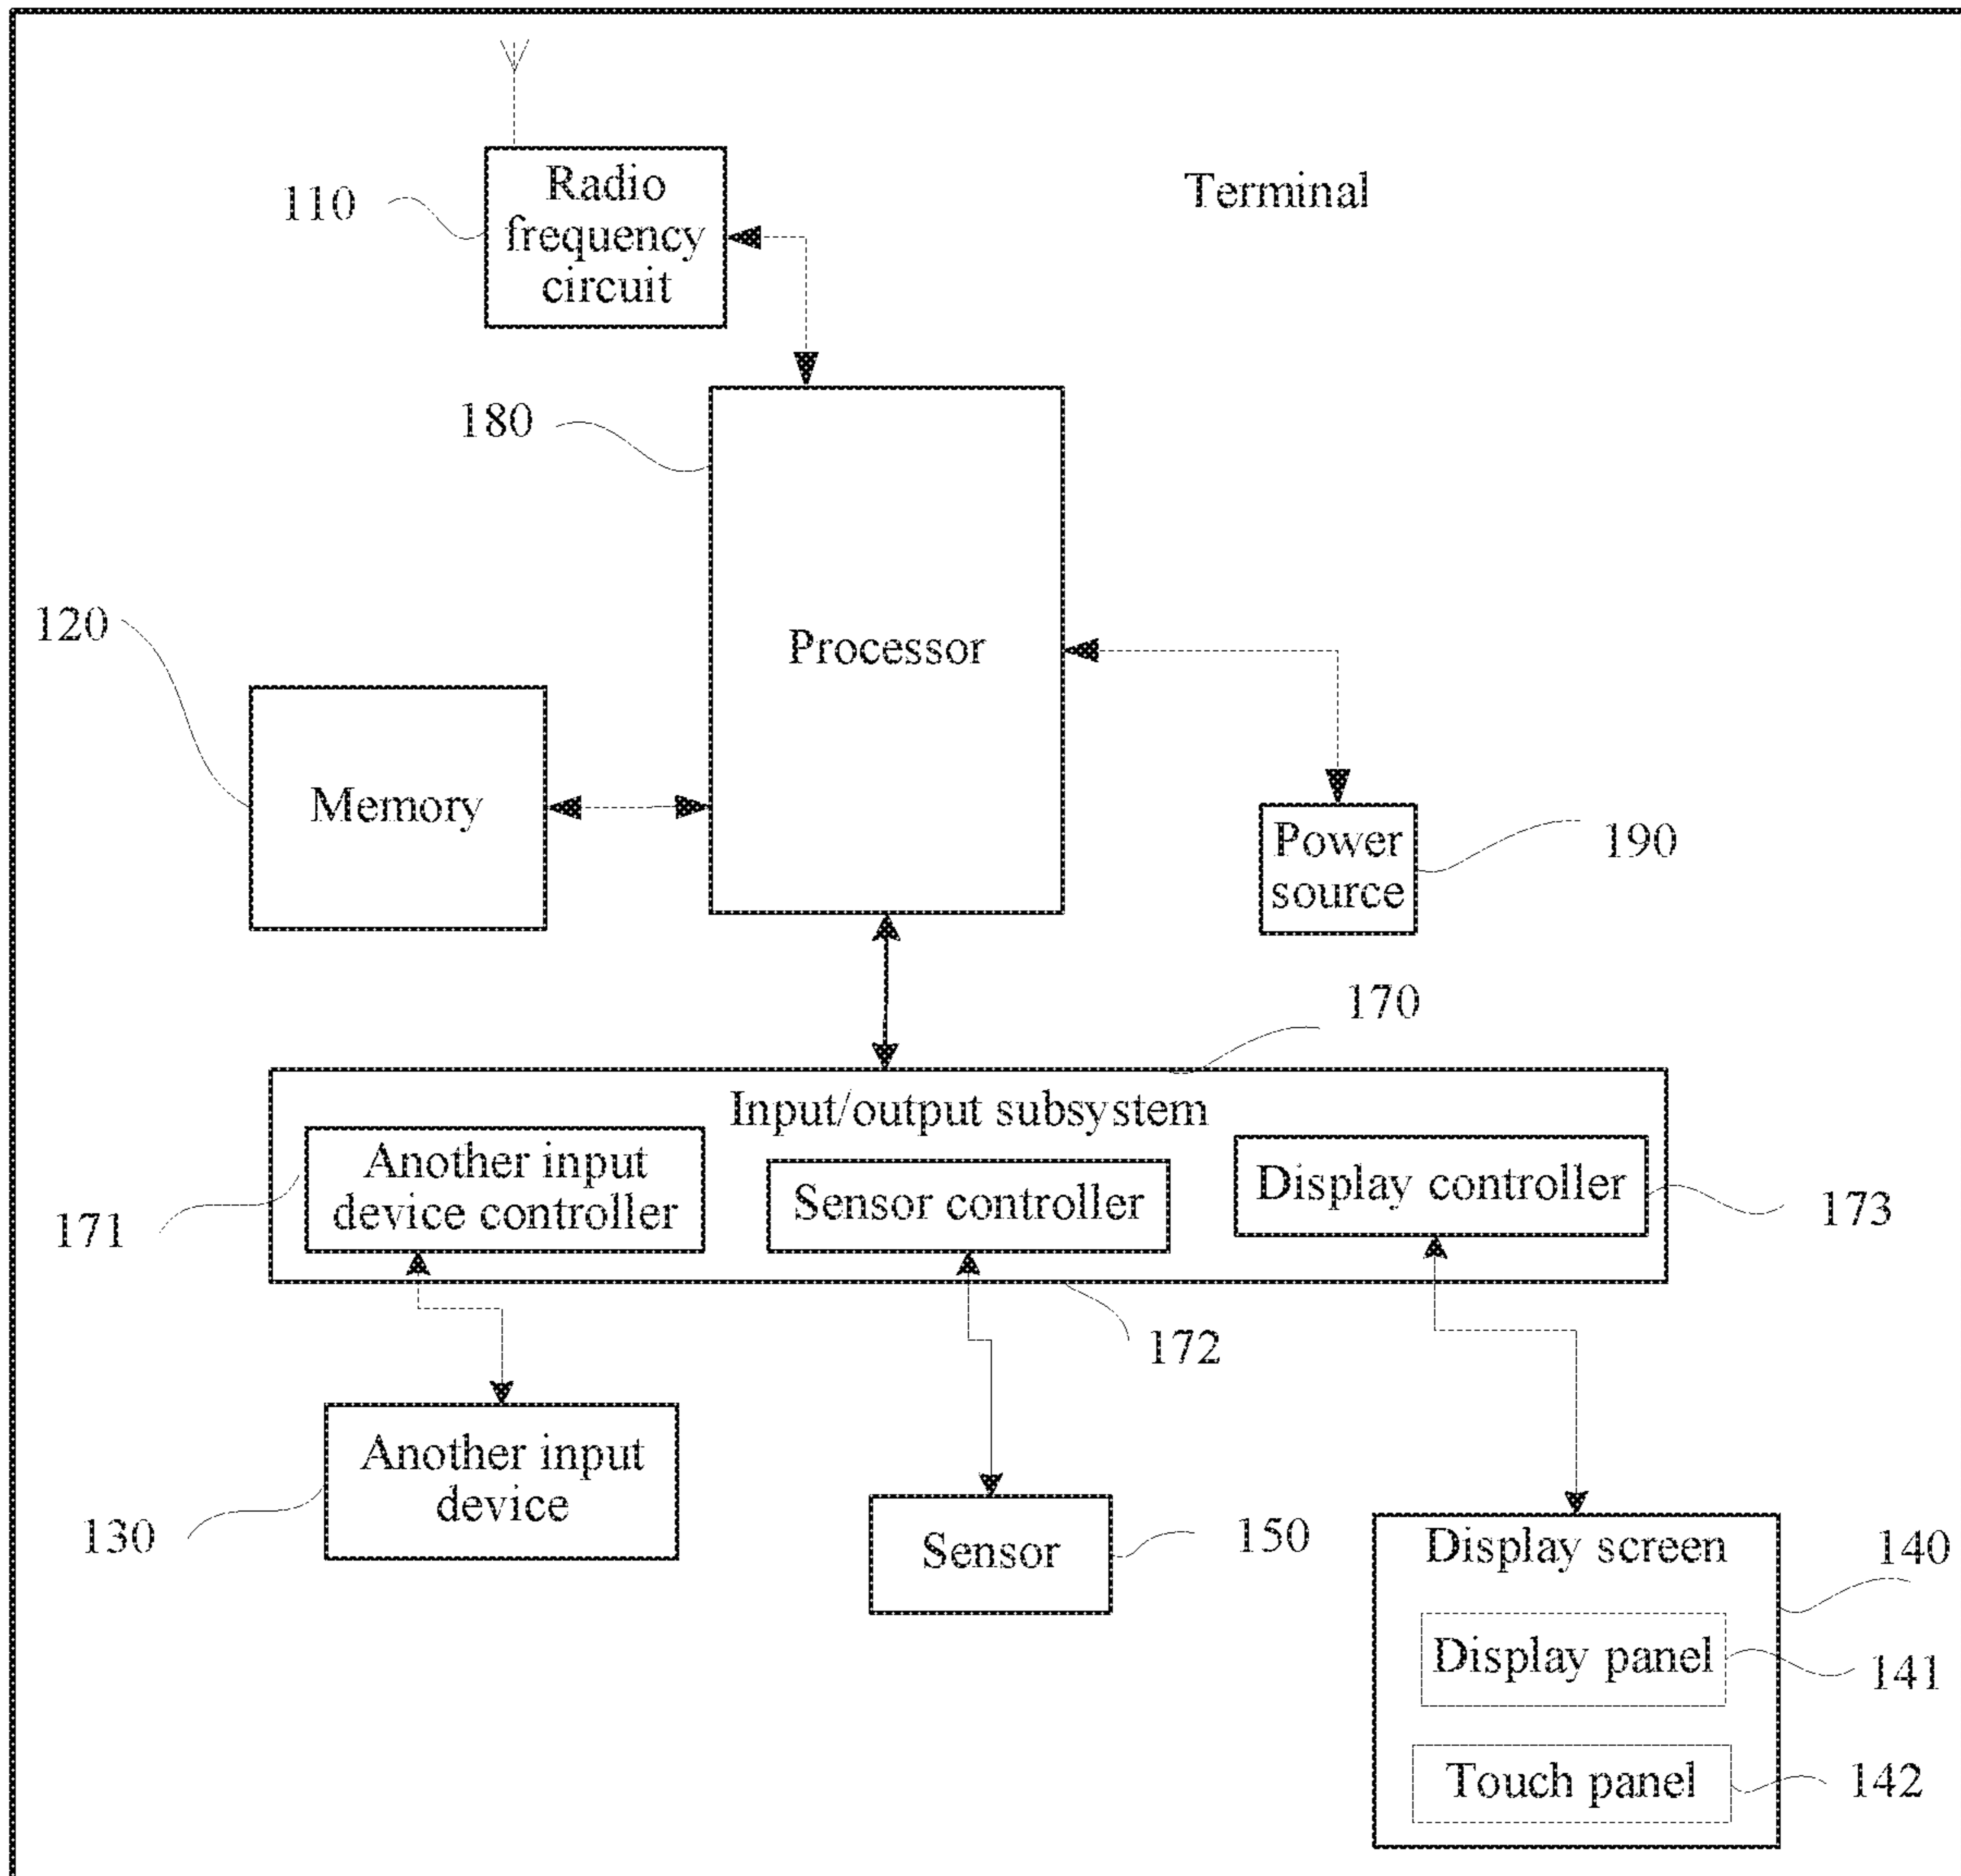 Radio
frequency
circuit
110
Terminal
180
Processor
120
Memory
Power
source
190
170
Input/output subsystem
Another input
device controller
171
Sensor controller
Display controller
173
172
Another input
device
130
Sensor
150
Display screen
140
Display panel
141
Touch panel
142